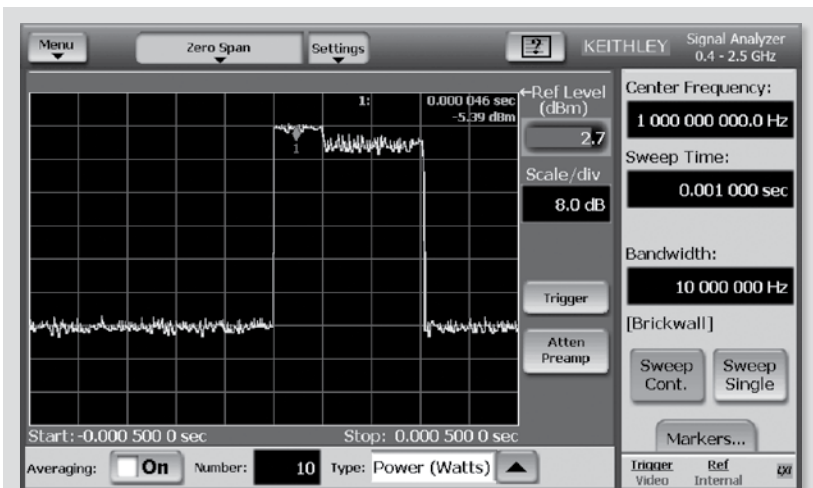 Menu
Zero Span
Settings
?
KEITHLEY
Signal Analyzer
0.4 - 2.5 GHz
1: 0.000 046 sec
-5.39 dBm
1
←Ref Level
(dBm)
2.7
Scale/div
8.0 dB
Trigger
Atten
Preamp
Start: -0.000 500 0 sec
Stop: 0.000 500 0 sec
Averaging:
On
Number:
10
Type:
Power (Watts)
Center Frequency:
1 000 000 000.0 Hz
Sweep Time:
0.001 000 sec
Bandwidth:
10 000 000 Hz
[Brickwall]
Sweep
Cont.
Sweep
Single
Markers...
Trigger
Video
Ref
Internal